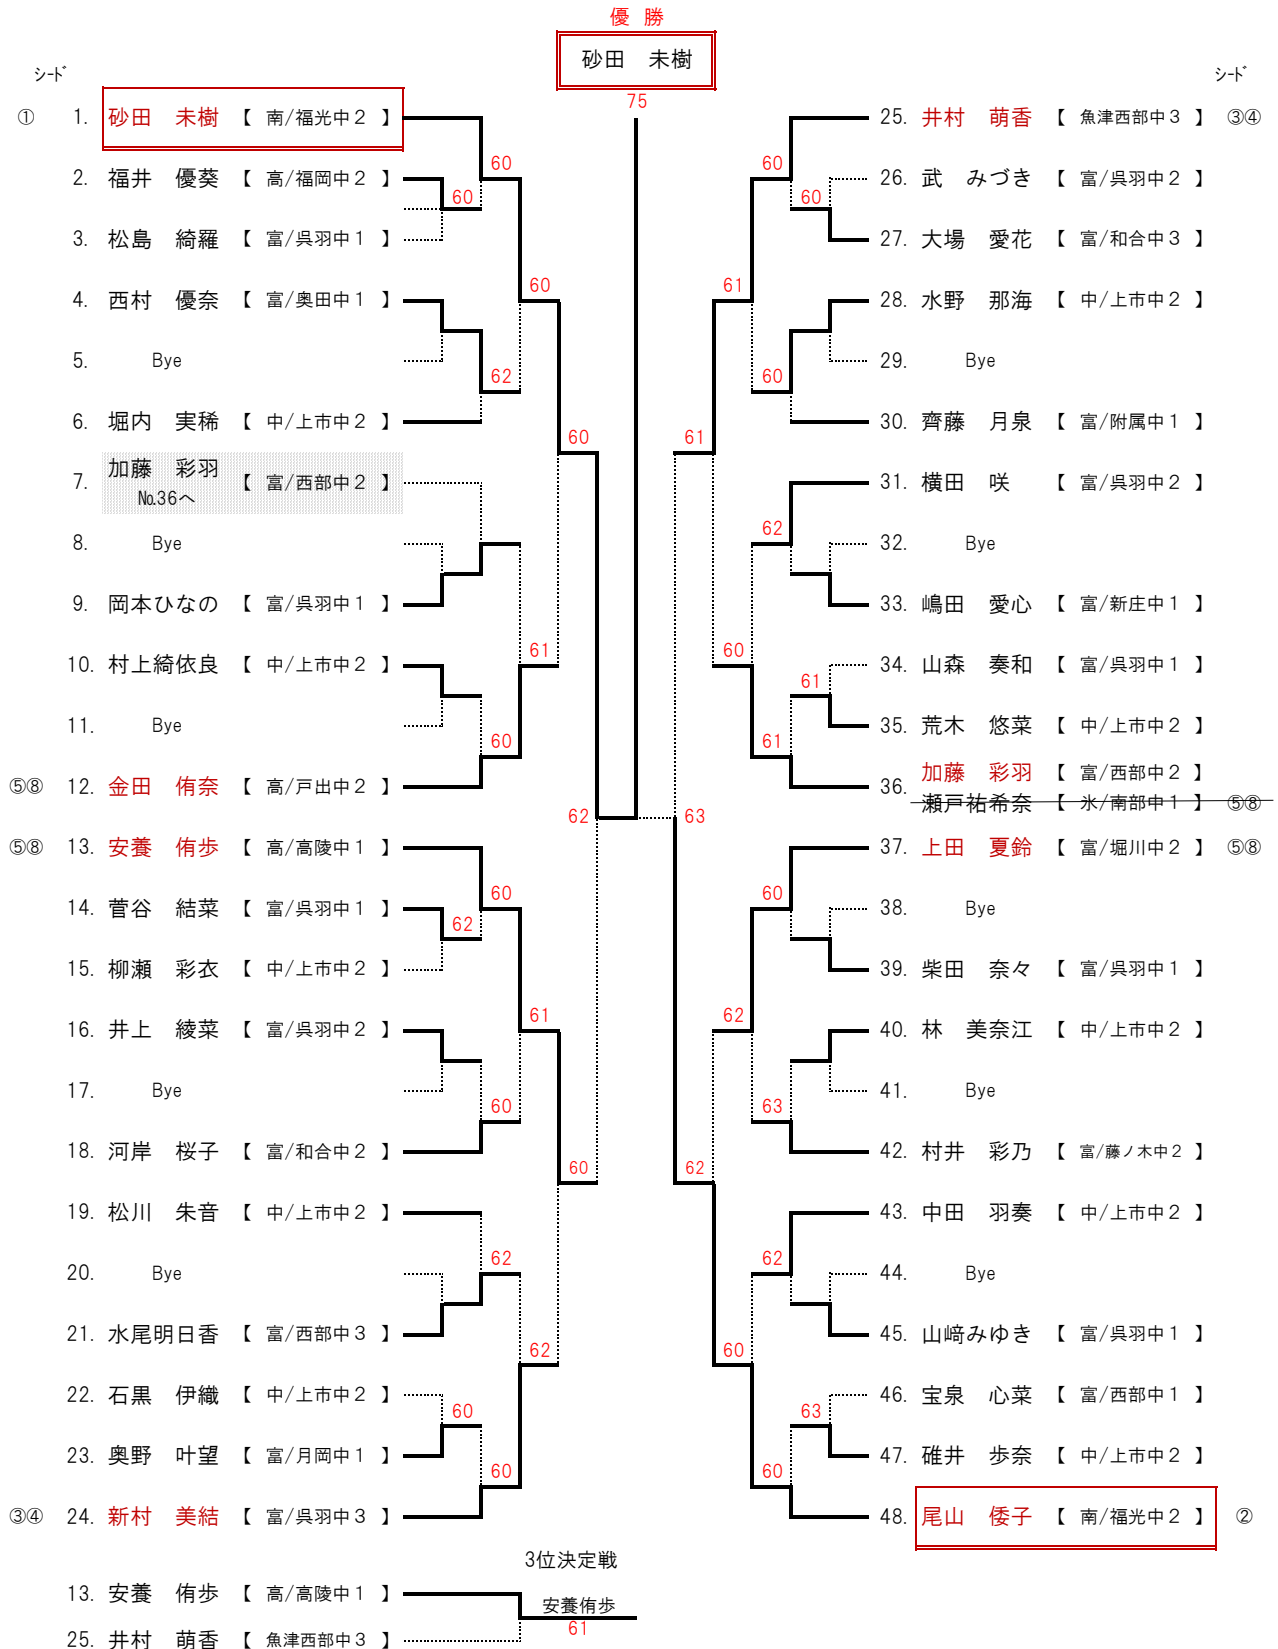 優 勝
砂田　未樹
75
シード
① 1. 砂田　未樹 【 南/福光中２ 】
2. 福井　優葵 【 高/福岡中２ 】
3. 松島　綺羅 【 富/呉羽中１ 】
4. 西村　優奈 【 富/奥田中１ 】
5. Bye
6. 堀内　実稀 【 中/上市中２ 】
7. 加藤　彩羽 【 富/西部中２ 】
№36へ
8. Bye
9. 岡本ひなの 【 富/呉羽中１ 】
10. 村上綺依良 【 中/上市中２ 】
11. Bye
⑤⑧ 12. 金田　侑奈 【 高/戸出中２ 】
⑤⑧ 13. 安養　侑歩 【 高/高陵中１ 】
14. 菅谷　結菜 【 富/呉羽中１ 】
15. 柳瀬　彩衣 【 中/上市中２ 】
16. 井上　綾菜 【 富/呉羽中２ 】
17. Bye
18. 河岸　桜子 【 富/和合中２ 】
19. 松川　朱音 【 中/上市中２ 】
20. Bye
21. 水尾明日香 【 富/西部中３ 】
22. 石黒　伊織 【 中/上市中２ 】
23. 奥野　叶望 【 富/月岡中１ 】
③④ 24. 新村　美結 【 富/呉羽中３ 】
60
60
60
62
60
61
60
62
60
62
61
60
60
62
62
60
60
シード
25. 井村　萌香 【 魚津西部中３ 】 ③④
26. 武　みづき 【 富/呉羽中２ 】
27. 大場　愛花 【 富/和合中３ 】
28. 水野　那海 【 中/上市中２ 】
29. Bye
30. 齊藤　月泉 【 富/附属中１ 】
31. 横田　咲 【 富/呉羽中２ 】
32. Bye
33. 嶋田　愛心 【 富/新庄中１ 】
34. 山森　奏和 【 富/呉羽中１ 】
35. 荒木　悠菜 【 中/上市中２ 】
36. 加藤　彩羽 【 富/西部中２ 】
瀬戸祐希奈 【 氷/南部中１ 】 ⑤⑧
37. 上田　夏鈴 【 富/堀川中２ 】 ⑤⑧
38. Bye
39. 柴田　奈々 【 富/呉羽中１ 】
40. 林　美奈江 【 中/上市中２ 】
41. Bye
42. 村井　彩乃 【 富/藤ノ木中２ 】
43. 中田　羽奏 【 中/上市中２ 】
44. Bye
45. 山﨑みゆき 【 富/呉羽中１ 】
46. 宝泉　心菜 【 富/西部中１ 】
47. 碓井　歩奈 【 中/上市中２ 】
48. 尾山　倭子 【 南/福光中２ 】 ②
60
60
61
60
61
62
60
61
61
63
60
62
63
62
62
60
63
60
3位決定戦
13. 安養　侑歩 【 高/高陵中１ 】
安養侑歩
61
25. 井村　萌香 【 魚津西部中３ 】